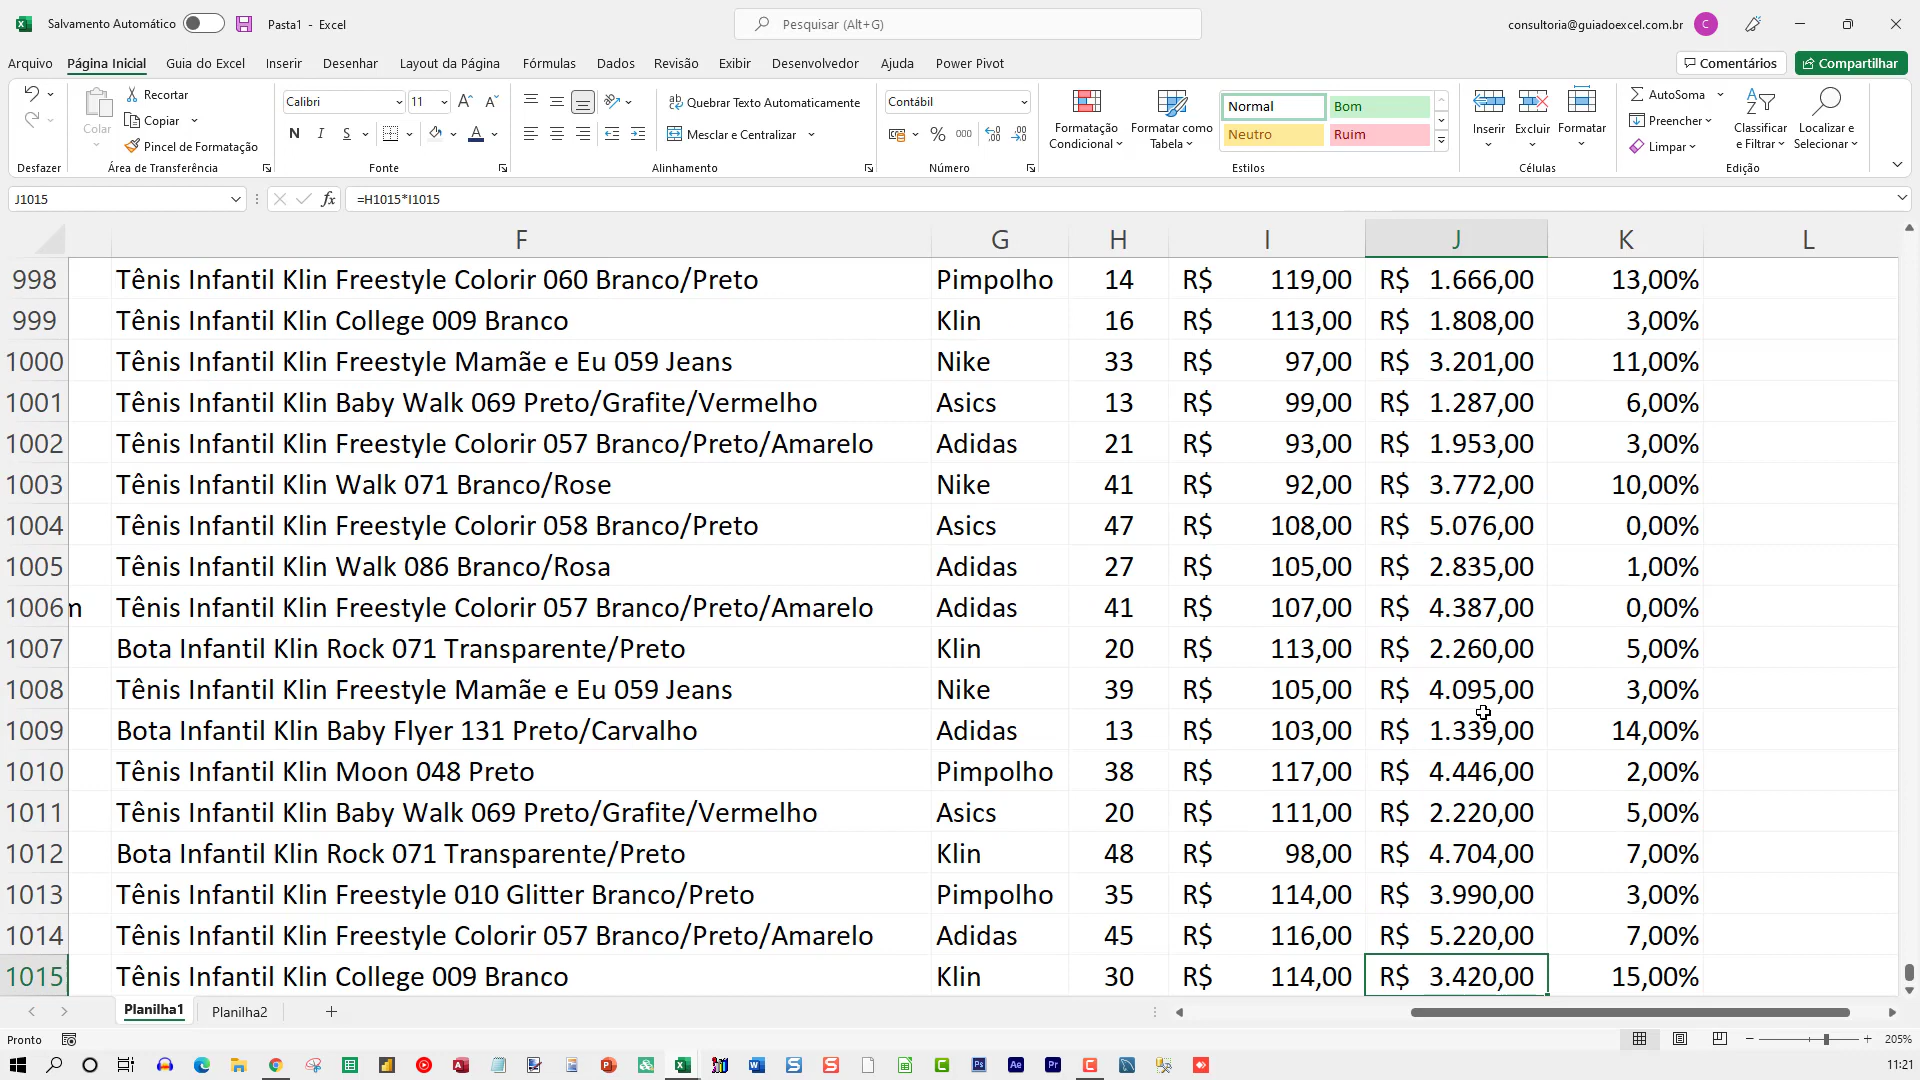 Salvamento Automático
Pasta1 - Excel
Pesquisar (Alt+G)
consultoria@guiadoexcel.com.br
C
Arquivo Página Inicial Guia do Excel Inserir Desenhar Layout da Página Fórmulas Dados Revisão Exibir Desenvolvedor Ajuda Power Pivot
Comentários
Compartilhar
Colar
Recortar
Copiar
Pincel de Formatação
Calibri 11
N I S
Quebrar Texto Automaticamente
Mesclar e Centralizar
Contábil
% 000
Formatação Condicional
Formatar como Tabela
Normal Bom
Neutro Ruim
Inserir Excluir Formatar
AutoSoma
Preencher
Limpar
Classificar e Filtrar
Localizar e Selecionar
Desfazer Área de Transferência Fonte Alinhamento Número Estilos Células Edição
J1015
fx
=H1015*I1015
F G H I J K L
998 Tênis Infantil Klin Freestyle Colorir 060 Branco/Preto Pimpolho 14 R$ 119,00 R$ 1.666,00 13,00%
999 Tênis Infantil Klin College 009 Branco Klin 16 R$ 113,00 R$ 1.808,00 3,00%
1000 Tênis Infantil Klin Freestyle Mamãe e Eu 059 Jeans Nike 33 R$ 97,00 R$ 3.201,00 11,00%
1001 Tênis Infantil Klin Baby Walk 069 Preto/Grafite/Vermelho Asics 13 R$ 99,00 R$ 1.287,00 6,00%
1002 Tênis Infantil Klin Freestyle Colorir 057 Branco/Preto/Amarelo Adidas 21 R$ 93,00 R$ 1.953,00 3,00%
1003 Tênis Infantil Klin Walk 071 Branco/Rose Nike 41 R$ 92,00 R$ 3.772,00 10,00%
1004 Tênis Infantil Klin Freestyle Colorir 058 Branco/Preto Asics 47 R$ 108,00 R$ 5.076,00 0,00%
1005 Tênis Infantil Klin Walk 086 Branco/Rosa Adidas 27 R$ 105,00 R$ 2.835,00 1,00%
1006 m Tênis Infantil Klin Freestyle Colorir 057 Branco/Preto/Amarelo Adidas 41 R$ 107,00 R$ 4.387,00 0,00%
1007 Bota Infantil Klin Rock 071 Transparente/Preto Klin 20 R$ 113,00 R$ 2.260,00 5,00%
1008 Tênis Infantil Klin Freestyle Mamãe e Eu 059 Jeans Nike 39 R$ 105,00 R$ 4.095,00 3,00%
1009 Bota Infantil Klin Baby Flyer 131 Preto/Carvalho Adidas 13 R$ 103,00 R$ 1.339,00 14,00%
1010 Tênis Infantil Klin Moon 048 Preto Pimpolho 38 R$ 117,00 R$ 4.446,00 2,00%
1011 Tênis Infantil Klin Baby Walk 069 Preto/Grafite/Vermelho Asics 20 R$ 111,00 R$ 2.220,00 5,00%
1012 Bota Infantil Klin Rock 071 Transparente/Preto Klin 48 R$ 98,00 R$ 4.704,00 7,00%
1013 Tênis Infantil Klin Freestyle 010 Glitter Branco/Preto Pimpolho 35 R$ 114,00 R$ 3.990,00 3,00%
1014 Tênis Infantil Klin Freestyle Colorir 057 Branco/Preto/Amarelo Adidas 45 R$ 116,00 R$ 5.220,00 7,00%
1015 Tênis Infantil Klin College 009 Branco Klin 30 R$ 114,00 R$ 3.420,00 15,00%
Planilha1 Planilha2
Pronto
205%
11:21